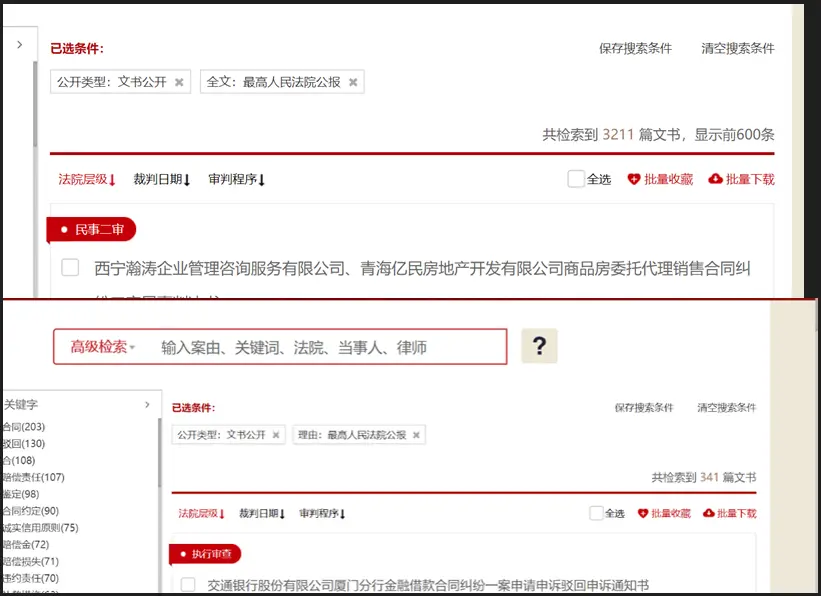 已选条件：
保存搜索条件 清空搜索条件
公开类型：文书公开 × 全文：最高人民法院公报 ×
共检索到 3211 篇文书，显示前600条
法院层级↓ 裁判日期↓ 审判程序↓ 全选 批量收藏 批量下载
民事二审
西宁瀚涛企业管理咨询服务有限公司、青海亿民房地产开发有限公司商品房委托代理销售合同纠
高级检索 输入案由、关键词、法院、当事人、律师 ?
关键字
合同(203)
驳回(130)
合(108)
赔偿责任(107)
鉴定(98)
合同约定(90)
诚实信用原则(75)
赔偿金(72)
赔偿损失(71)
违约责任(70)
已选条件：
保存搜索条件 清空搜索条件
公开类型：文书公开 × 理由：最高人民法院公报 ×
共检索到 341 篇文书
法院层级↓ 裁判日期↓ 审判程序↓ 全选 批量收藏 批量下载
执行审查
交通银行股份有限公司厦门分行金融借款合同纠纷一案申请申诉驳回申诉通知书